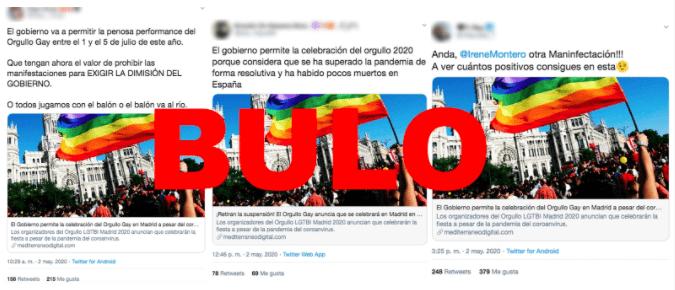 El gobierno va a permitir la penosa performance del
Orgullo Gay entre el 1 y el 5 de julio de este año.
Que tengan ahora el valor de prohibir las
manifestaciones para EXIGIR LA DIMISIÓN DEL
GOBIERNO.
O todos jugamos con el balón o el balón va al río.
El Gobierno permite la celebración del Orgullo Gay en Madrid a pesar del cor...
Los organizadores del Orgullo LGTBI Madrid 2020 anuncian que celebrarán la
fiesta a pesar de la pandemia del coronavirus.
mediterraneodigital.com
10:29 a. m. · 2 may. 2020 · Twitter for Android
158 Retweets 215 Me gusta
El gobierno permite la celebración del orgullo 2020
porque considera que se ha superado la pandemia de
forma resolutiva y ha habido pocos muertos en
España
¡Retiran la suspensión! El Orgullo Gay anuncia que se celebrará en Madrid en ...
Los organizadores del Orgullo LGTBI Madrid 2020 anuncian que celebrarán la
fiesta a pesar de la pandemia del coronavirus.
mediterraneodigital.com
12:46 p. m. · 2 may. 2020 · Twitter Web App
78 Retweets 69 Me gusta
Anda, @IreneMontero otra Maninfectación!!!
A ver cuántos positivos consigues en esta
El Gobierno permite la celebración del Orgullo Gay en Madrid a pesar del cor...
Los organizadores del Orgullo LGTBI Madrid 2020 anuncian que celebrarán la
fiesta a pesar de la pandemia del coronavirus.
mediterraneodigital.com
3:25 p. m. · 2 may. 2020 · Twitter for Android
248 Retweets 379 Me gusta
BULO